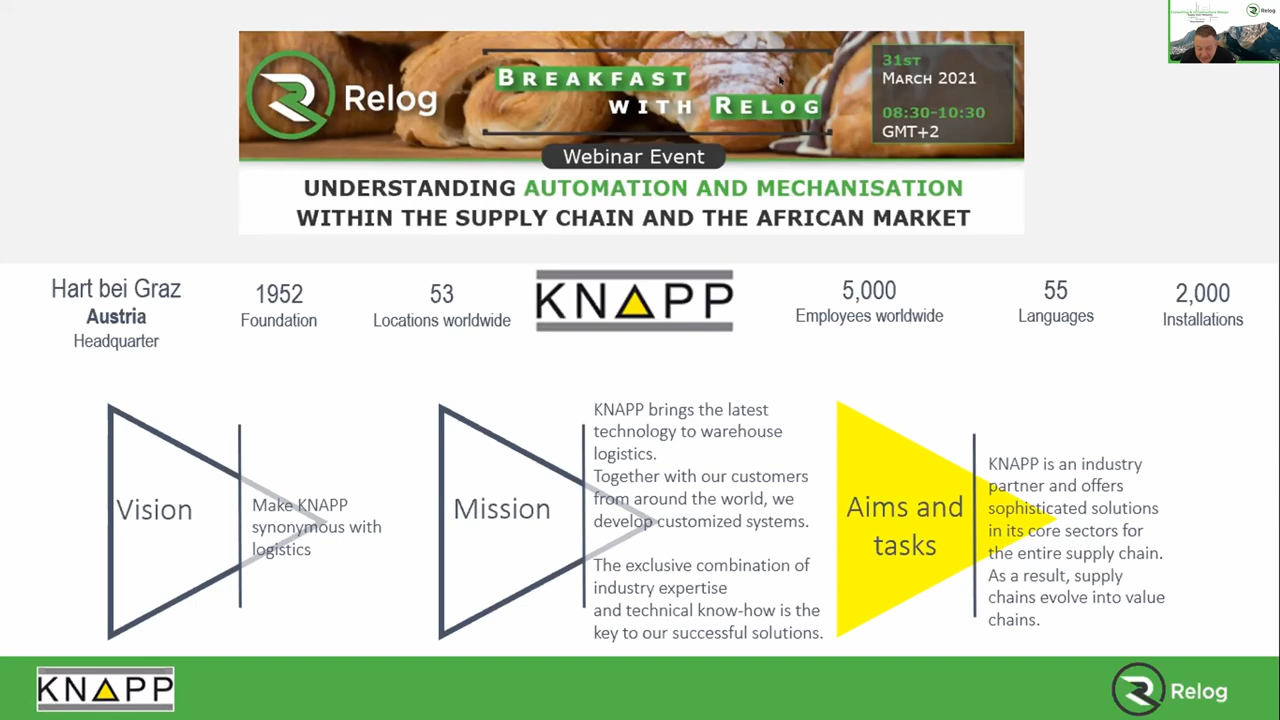 Relog
BREAKFAST
WITH RELOG
31ST
MARCH 2021
08:30-10:30
GMT+2
Webinar Event
UNDERSTANDING AUTOMATION AND MECHANISATION
WITHIN THE SUPPLY CHAIN AND THE AFRICAN MARKET
Relog
Hart bei Graz
Austria
Headquarter
1952
Foundation
53
Locations worldwide
KNAPP
5,000
Employees worldwide
55
Languages
2,000
Installations
Vision
Make KNAPP
synonymous with
logistics
Mission
KNAPP brings the latest
technology to warehouse
logistics.
Together with our customers
from around the world, we
develop customized systems.
The exclusive combination of
industry expertise
and technical know-how is the
key to our successful solutions.
Aims and
tasks
KNAPP is an industry
partner and offers
sophisticated solutions
in its core sectors for
the entire supply chain.
As a result, supply
chains evolve into value
chains.
KNAPP
Relog